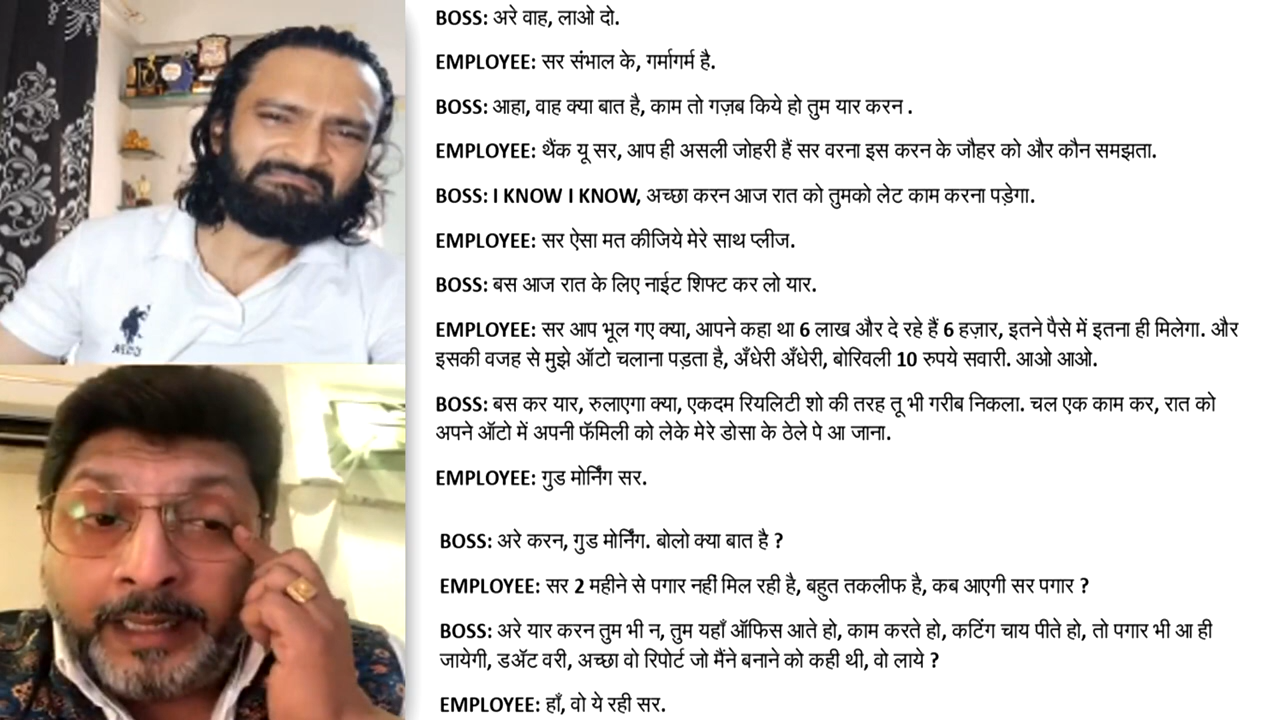 BOSS: अरे वाह, लाओ दो.
EMPLOYEE: सर संभाल के, गर्मागर्म है.
BOSS: आहा, वाह क्या बात है, काम तो गज़ब किये हो तुम यार करन .
EMPLOYEE: थैंक यू सर, आप ही असली जोहरी हैं सर वरना इस करन के जौहर को और कौन समझता.
BOSS: I KNOW I KNOW, अच्छा करन आज रात को तुमको लेट काम करना पड़ेगा.
EMPLOYEE: सर ऐसा मत कीजिये मेरे साथ प्लीज.
BOSS: बस आज रात के लिए नाईट शिफ्ट कर लो यार.
EMPLOYEE: सर आप भूल गए क्या, आपने कहा था 6 लाख और दे रहे हैं 6 हज़ार, इतने पैसे में इतना ही मिलेगा. और
इसकी वजह से मुझे ऑटो चलाना पड़ता है, अँधेरी अँधेरी, बोरिवली 10 रुपये सवारी. आओ आओ.
BOSS: बस कर यार, रुलाएगा क्या, एकदम रियलिटी शो की तरह तू भी गरीब निकला. चल एक काम कर, रात को
अपने ऑटो में अपनी फॅमिली को लेके मेरे डोसा के ठेले पे आ जाना.
EMPLOYEE: गुड मोर्निंग सर.
BOSS: अरे करन, गुड मोर्निंग. बोलो क्या बात है ?
EMPLOYEE: सर 2 महीने से पगार नहीं मिल रही है, बहुत तकलीफ है, कब आएगी सर पगार ?
BOSS: अरे यार करन तुम भी न, तुम यहाँ ऑफिस आते हो, काम करते हो, कटिंग चाय पीते हो, तो पगार भी आ ही
जायेगी, डॲट वरी, अच्छा वो रिपोर्ट जो मैंने बनाने को कही थी, वो लाये ?
EMPLOYEE: हाँ, वो ये रही सर.